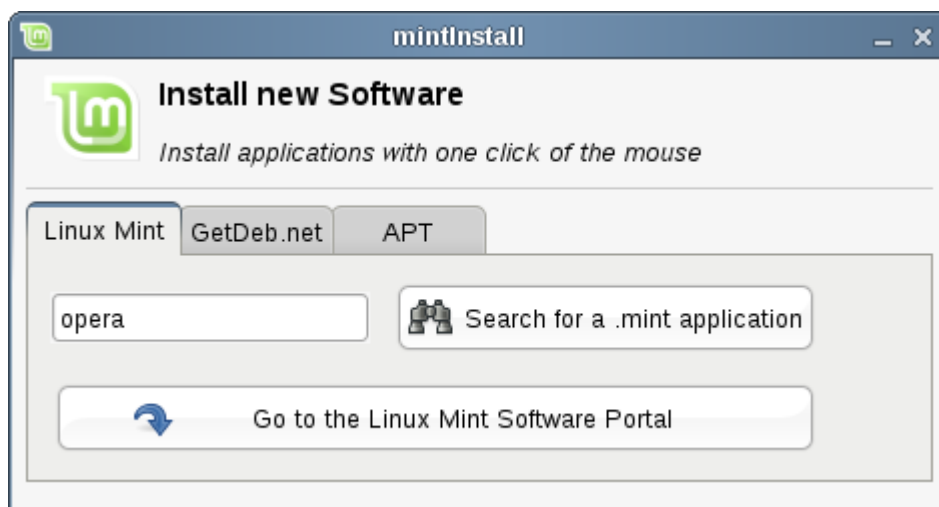 mintInstall
Install new Software
Install applications with one click of the mouse
Linux Mint GetDeb.net APT
opera Search for a .mint application
Go to the Linux Mint Software Portal